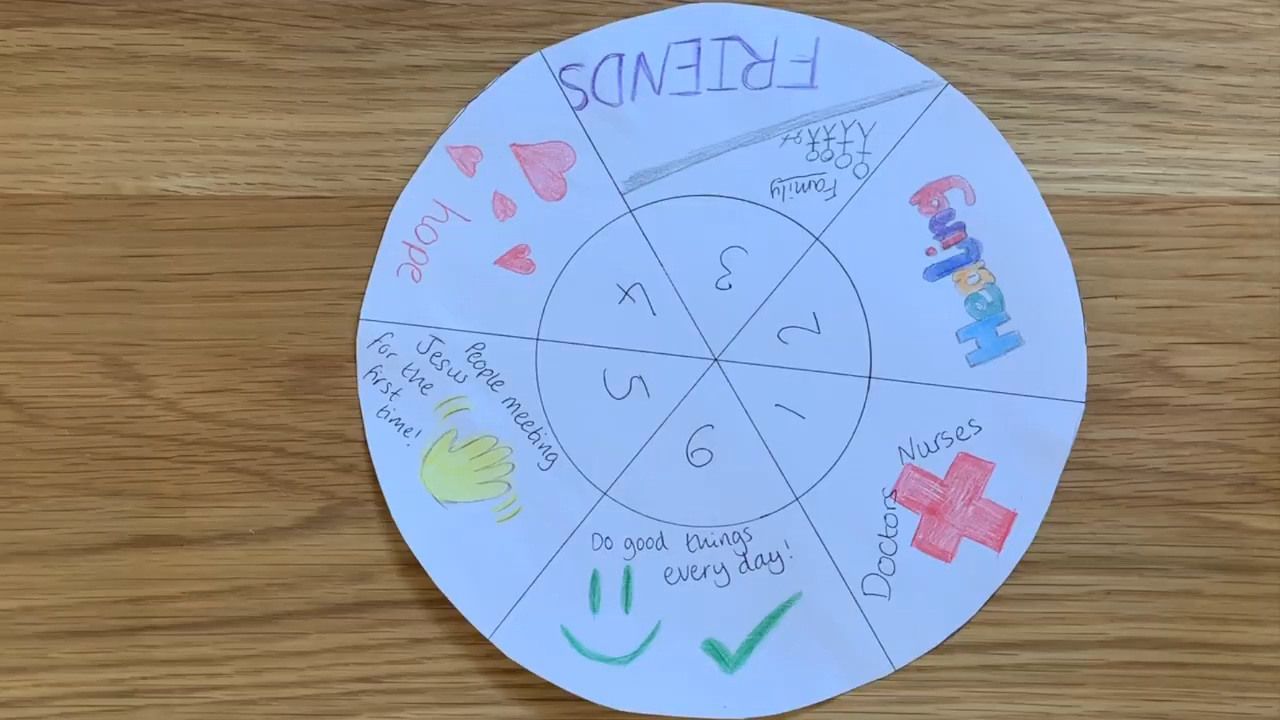 1
Doctors
Nurses
2
Healing
3
Family
FRIENDS
4
hope
5
People meeting
Jesus
for the
first
time!
6
Do good things
every day!